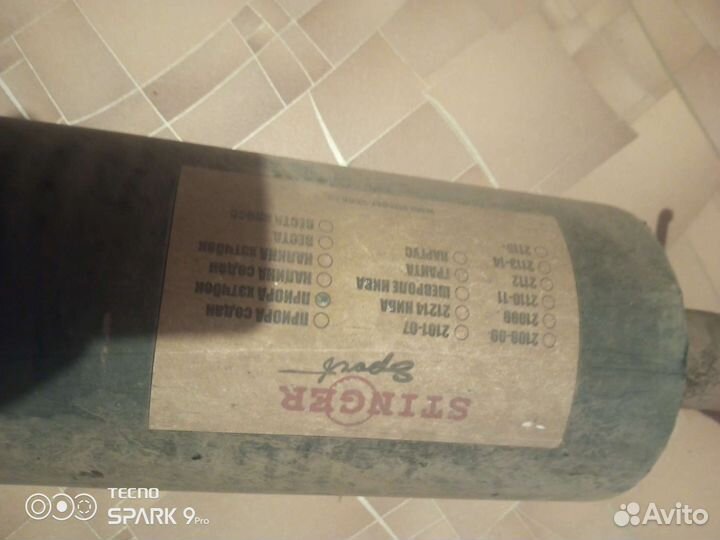 STINGER
Sport
2108-09
21099
2110-11
2112
2113-14
2115
2101-07
21214 НИВА
ШЕВРОЛЕ НИВА
ГРАНТА
ЛАРГУС
ПРИОРА седан
ПРИОРА хэтчбек
КАЛИНА седан
КАЛИНА хэтчбек
ВЕСТА
ВЕСТА
TECNO
SPARK 9Pro
Avito